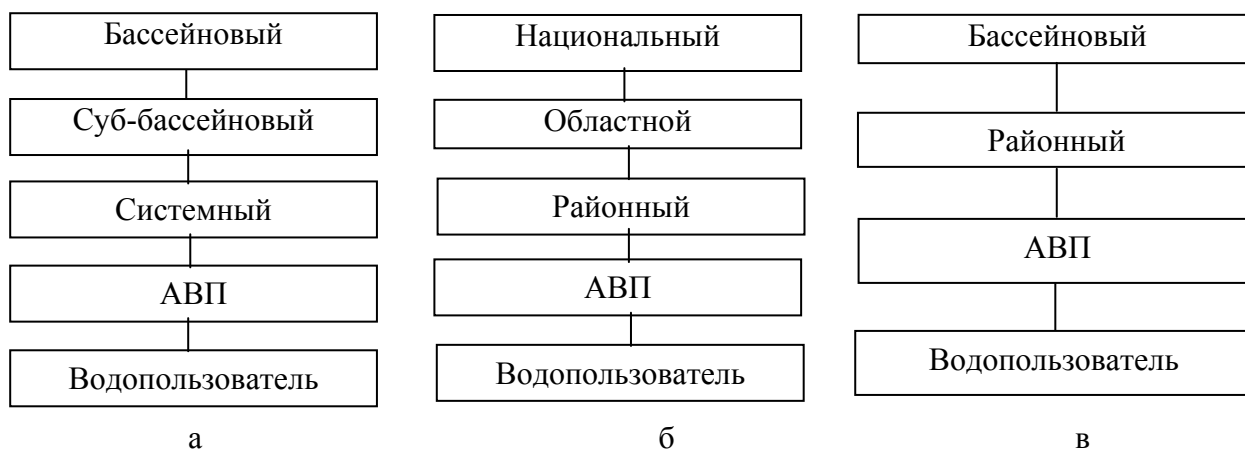 Бассейновый
Суб-бассейновый
Системный
АВП
Водопользователь
а
Национальный
Областной
Районный
АВП
Водопользователь
б
Бассейновый
Районный
АВП
Водопользователь
в